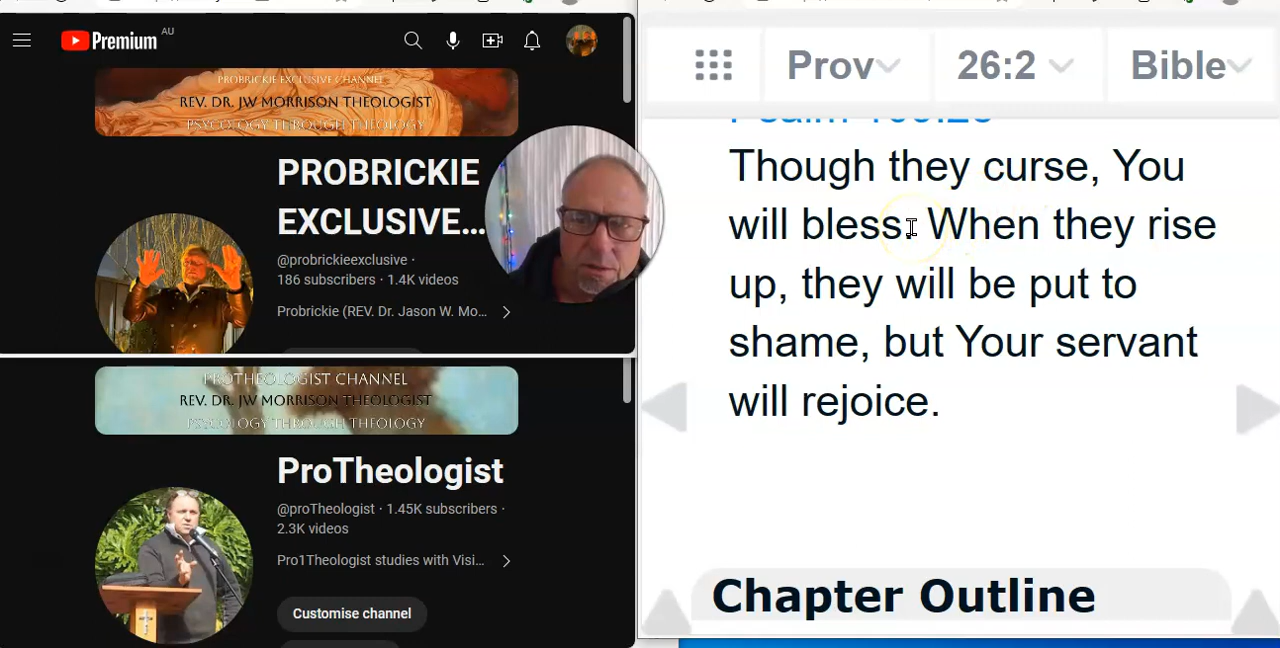 Premium AU
PROBRICKIE EXCLUSIVE CHANNEL
REV. DR. JW MORRISON THEOLOGIST
PSYCOLOGY THROUGH THEOLOGY
PROBRICKIE
EXCLUSIVE...
@probrickieexclusive ·
186 subscribers · 1.4K videos
Probrickie (REV. Dr. Jason W. Mo...
PROTHEOLOGIST CHANNEL
REV. DR. JW MORRISON THEOLOGIST
PSYCOLOGY THROUGH THEOLOGY
ProTheologist
@proTheologist · 1.45K subscribers ·
2.3K videos
Pro1Theologist studies with Visi...
Customise channel
Prov 26:2 Bible
Though they curse, You
will bless. When they rise
up, they will be put to
shame, but Your servant
will rejoice.
Chapter Outline